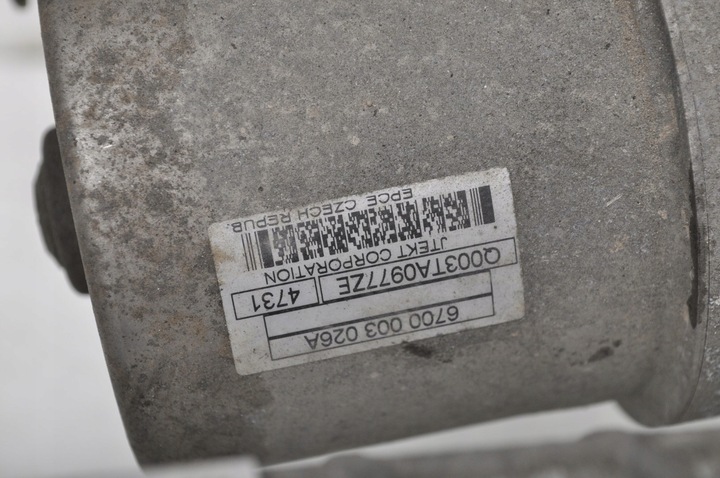 6700 003 026A
Q003TA0977ZE 4731
JTEKT CORPORATION
EPCE CZECH REPUB